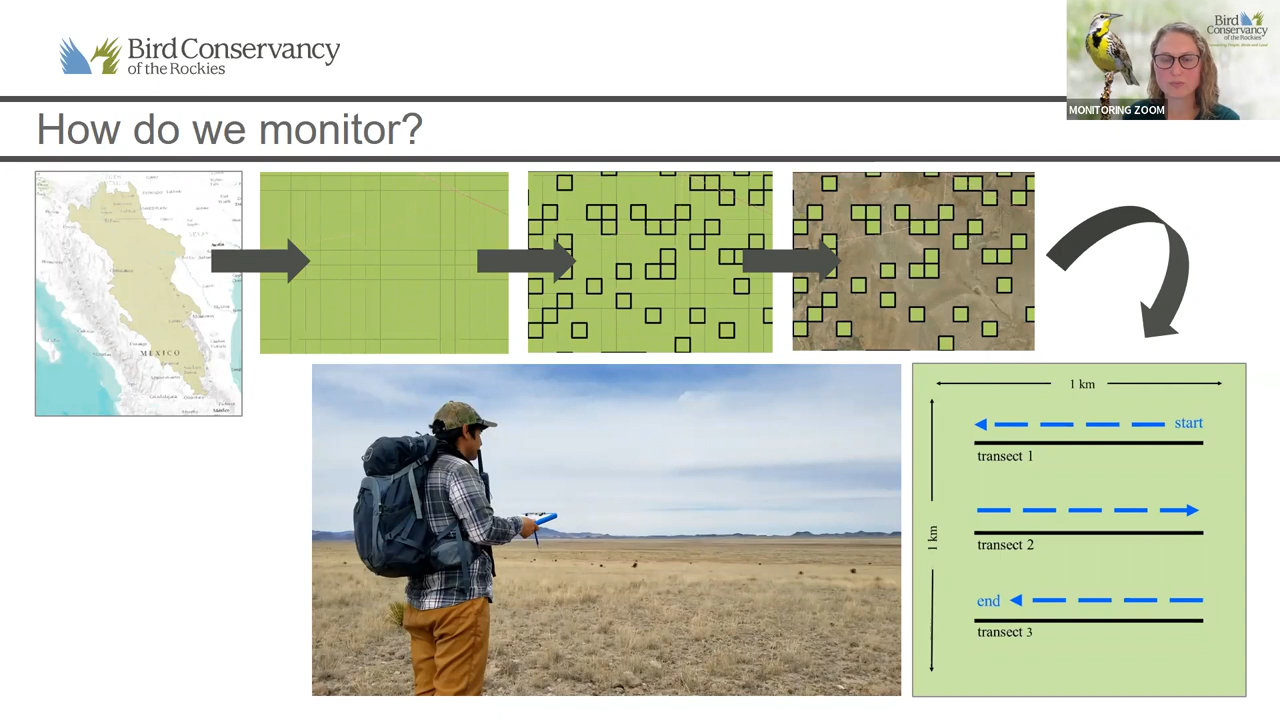 Bird Conservancy
of the Rockies
Bird
Conservancy
of the Rockies
MONITORING ZOOM
How do we monitor?
MEXICO
1 km
1 km
start
transect 1
transect 2
end
transect 3